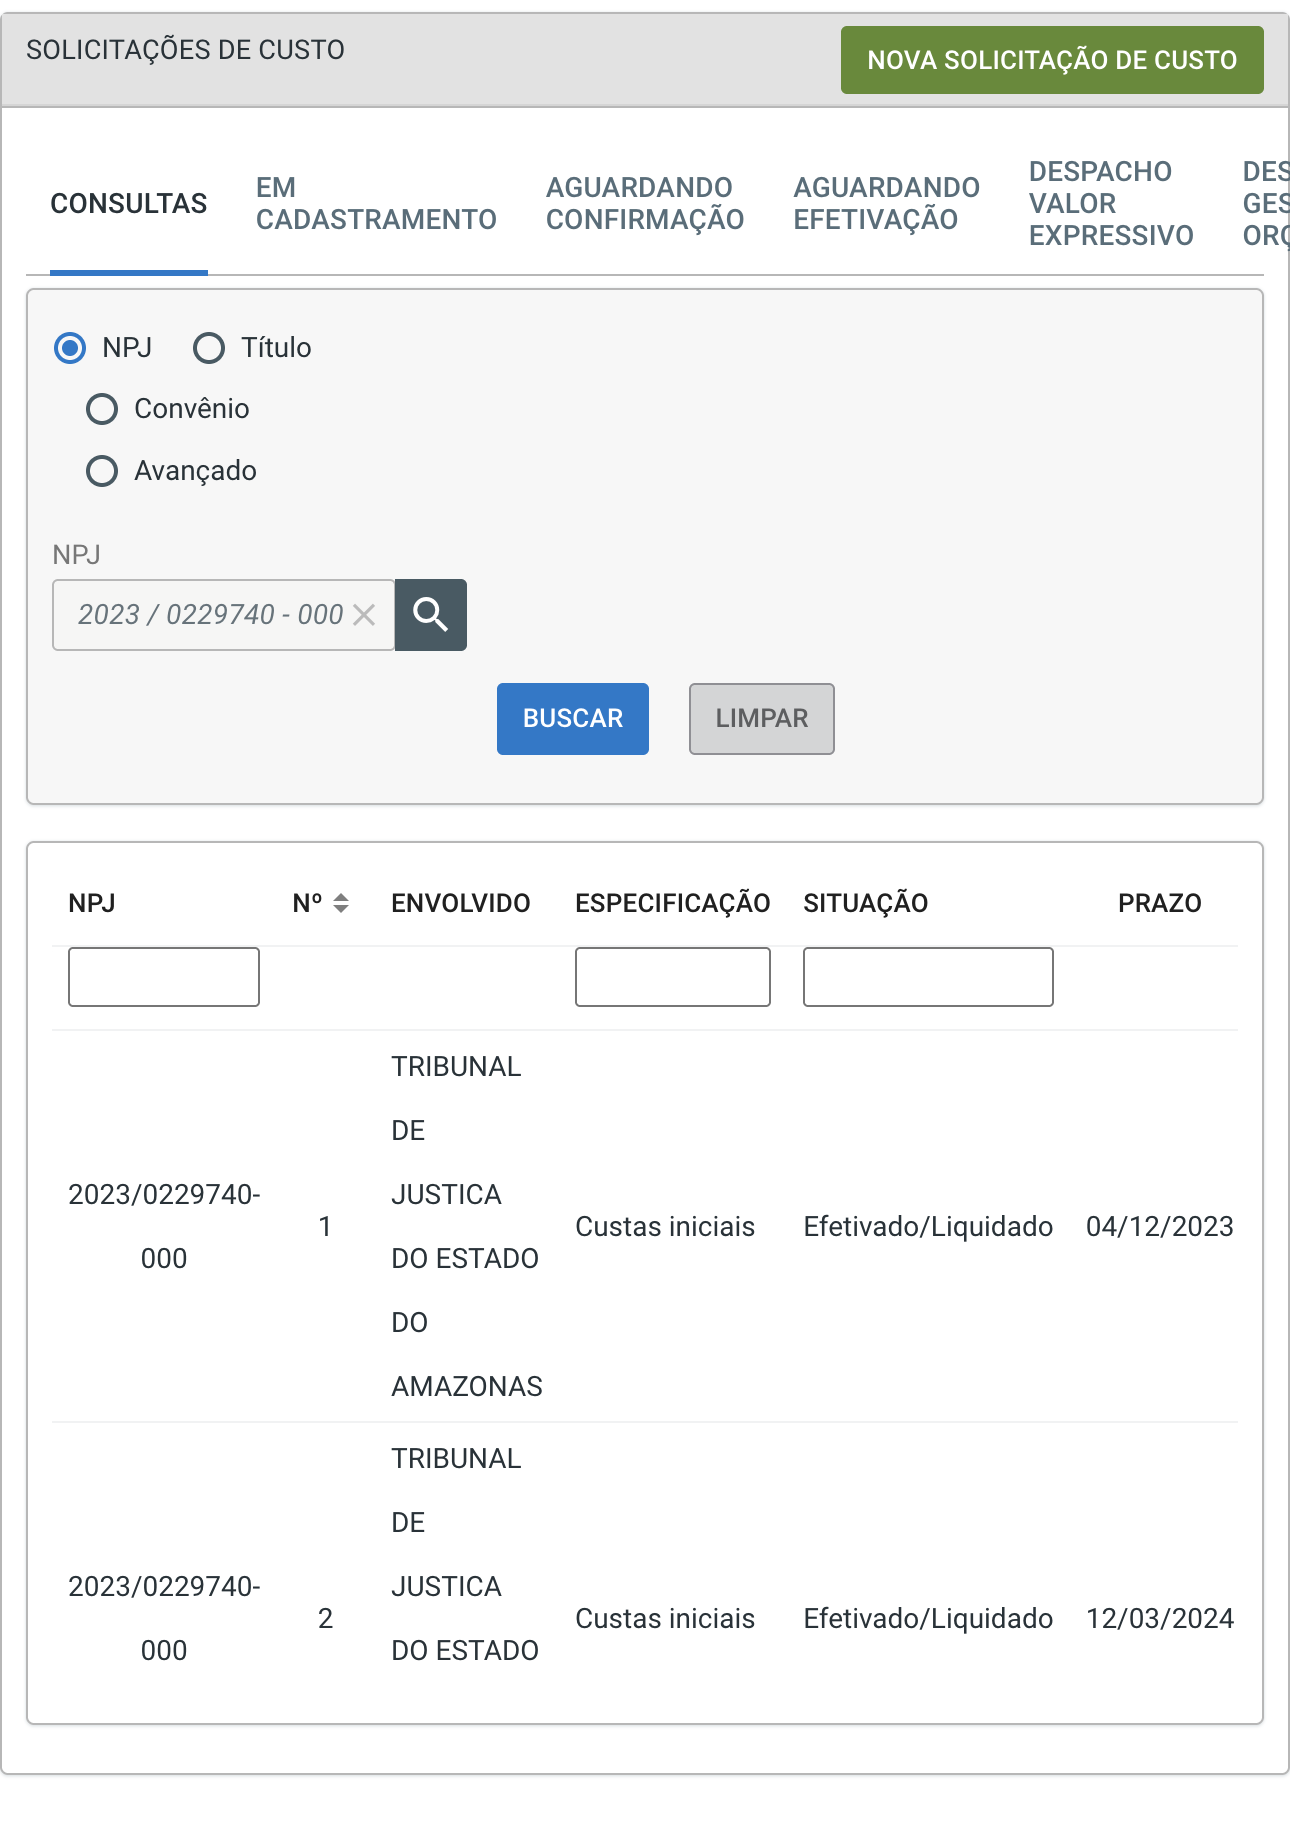 SOLICITAÇÕES DE CUSTO
NOVA SOLICITAÇÃO DE CUSTO
CONSULTAS
EM
CADASTRAMENTO
AGUARDANDO
CONFIRMAÇÃO
AGUARDANDO
EFETIVAÇÃO
DESPACHO
VALOR
EXPRESSIVO
DES
GES
ORÇ
NPJ
Título
Convênio
Avançado
NPJ
2023 / 0229740 - 000
BUSCAR
LIMPAR
NPJ
Nº
ENVOLVIDO
ESPECIFICAÇÃO
SITUAÇÃO
PRAZO
2023/0229740-
000
1
TRIBUNAL
DE
JUSTICA
DO ESTADO
DO
AMAZONAS
Custas iniciais
Efetivado/Liquidado
04/12/2023
2023/0229740-
000
2
TRIBUNAL
DE
JUSTICA
DO ESTADO
Custas iniciais
Efetivado/Liquidado
12/03/2024